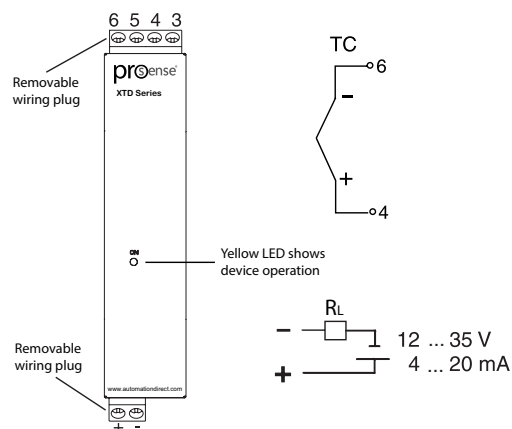 6 5 4 3
prosense®
XTD Series
Removable
wiring plug
ON
Yellow LED shows
device operation
Removable
wiring plug
www.automationdirect.com
+ -
TC
6
−
+
4
RL
−
+
12 ... 35 V
4 ... 20 mA